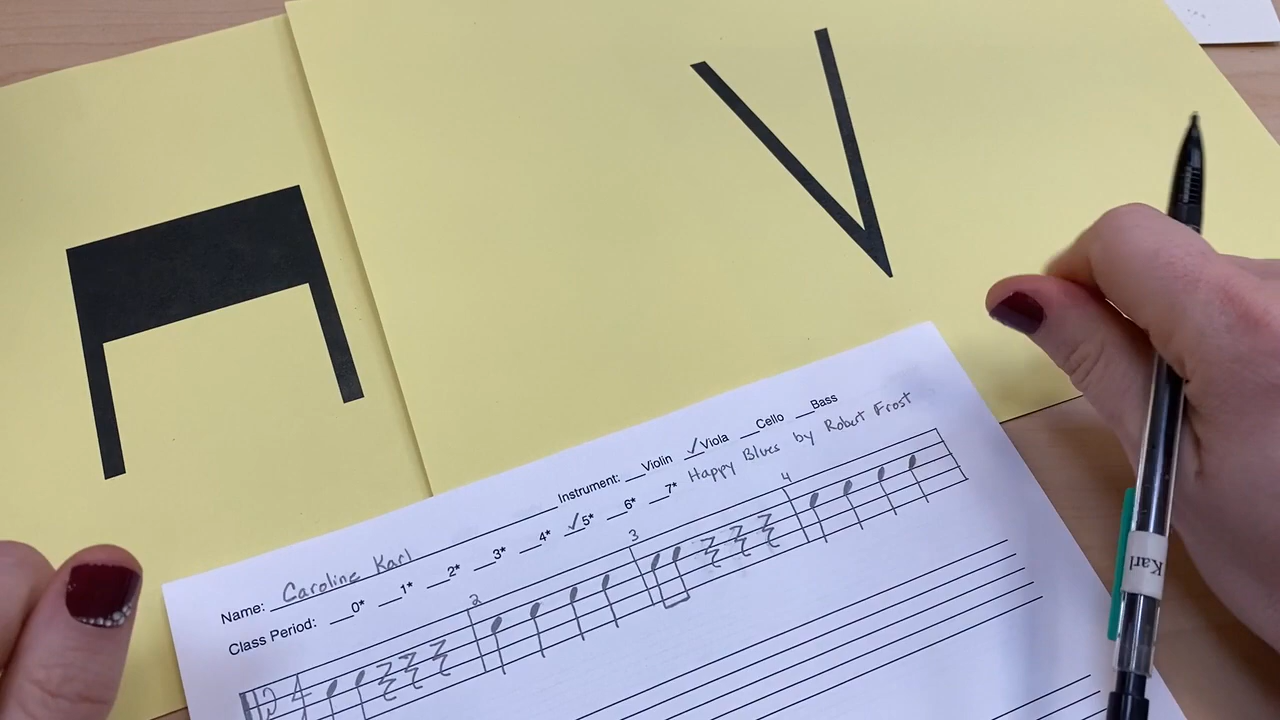 Instrument: __Violin ✓Viola __Cello __Bass
Name: Caroline Karl
Happy Blues by Robert Frost
Class Period: __0* __1* __2* __3* __4* ✓5* __6* __7*
2 3 4
4
Karl